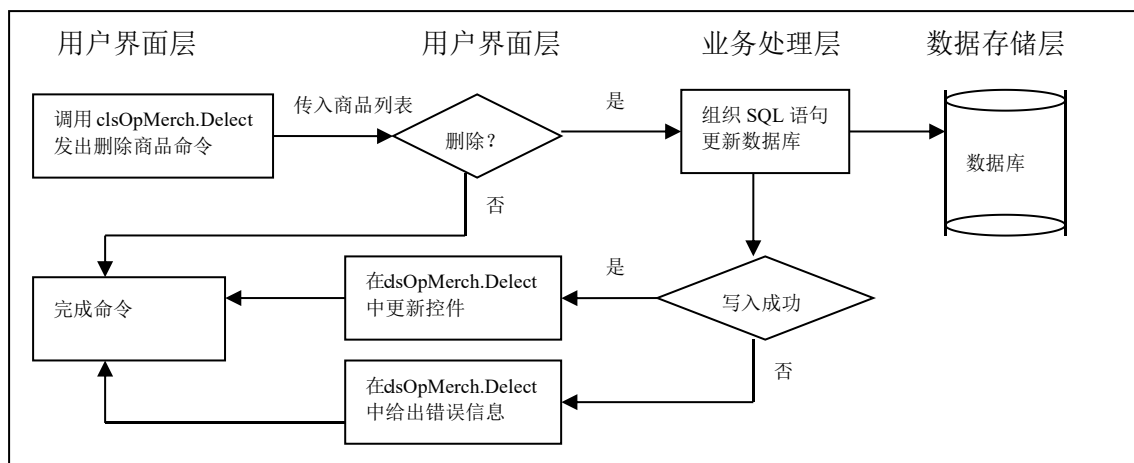 用户界面层
用户界面层
业务处理层
数据存储层
调用 clsOpMerch.Delect
发出删除商品命令
传入商品列表
删除？
是
组织 SQL 语句
更新数据库
数据库
否
完成命令
在clsOpMerch.Delect
中更新控件
是
写入成功
在clsOpMerch.Delect
中给出错误信息
否